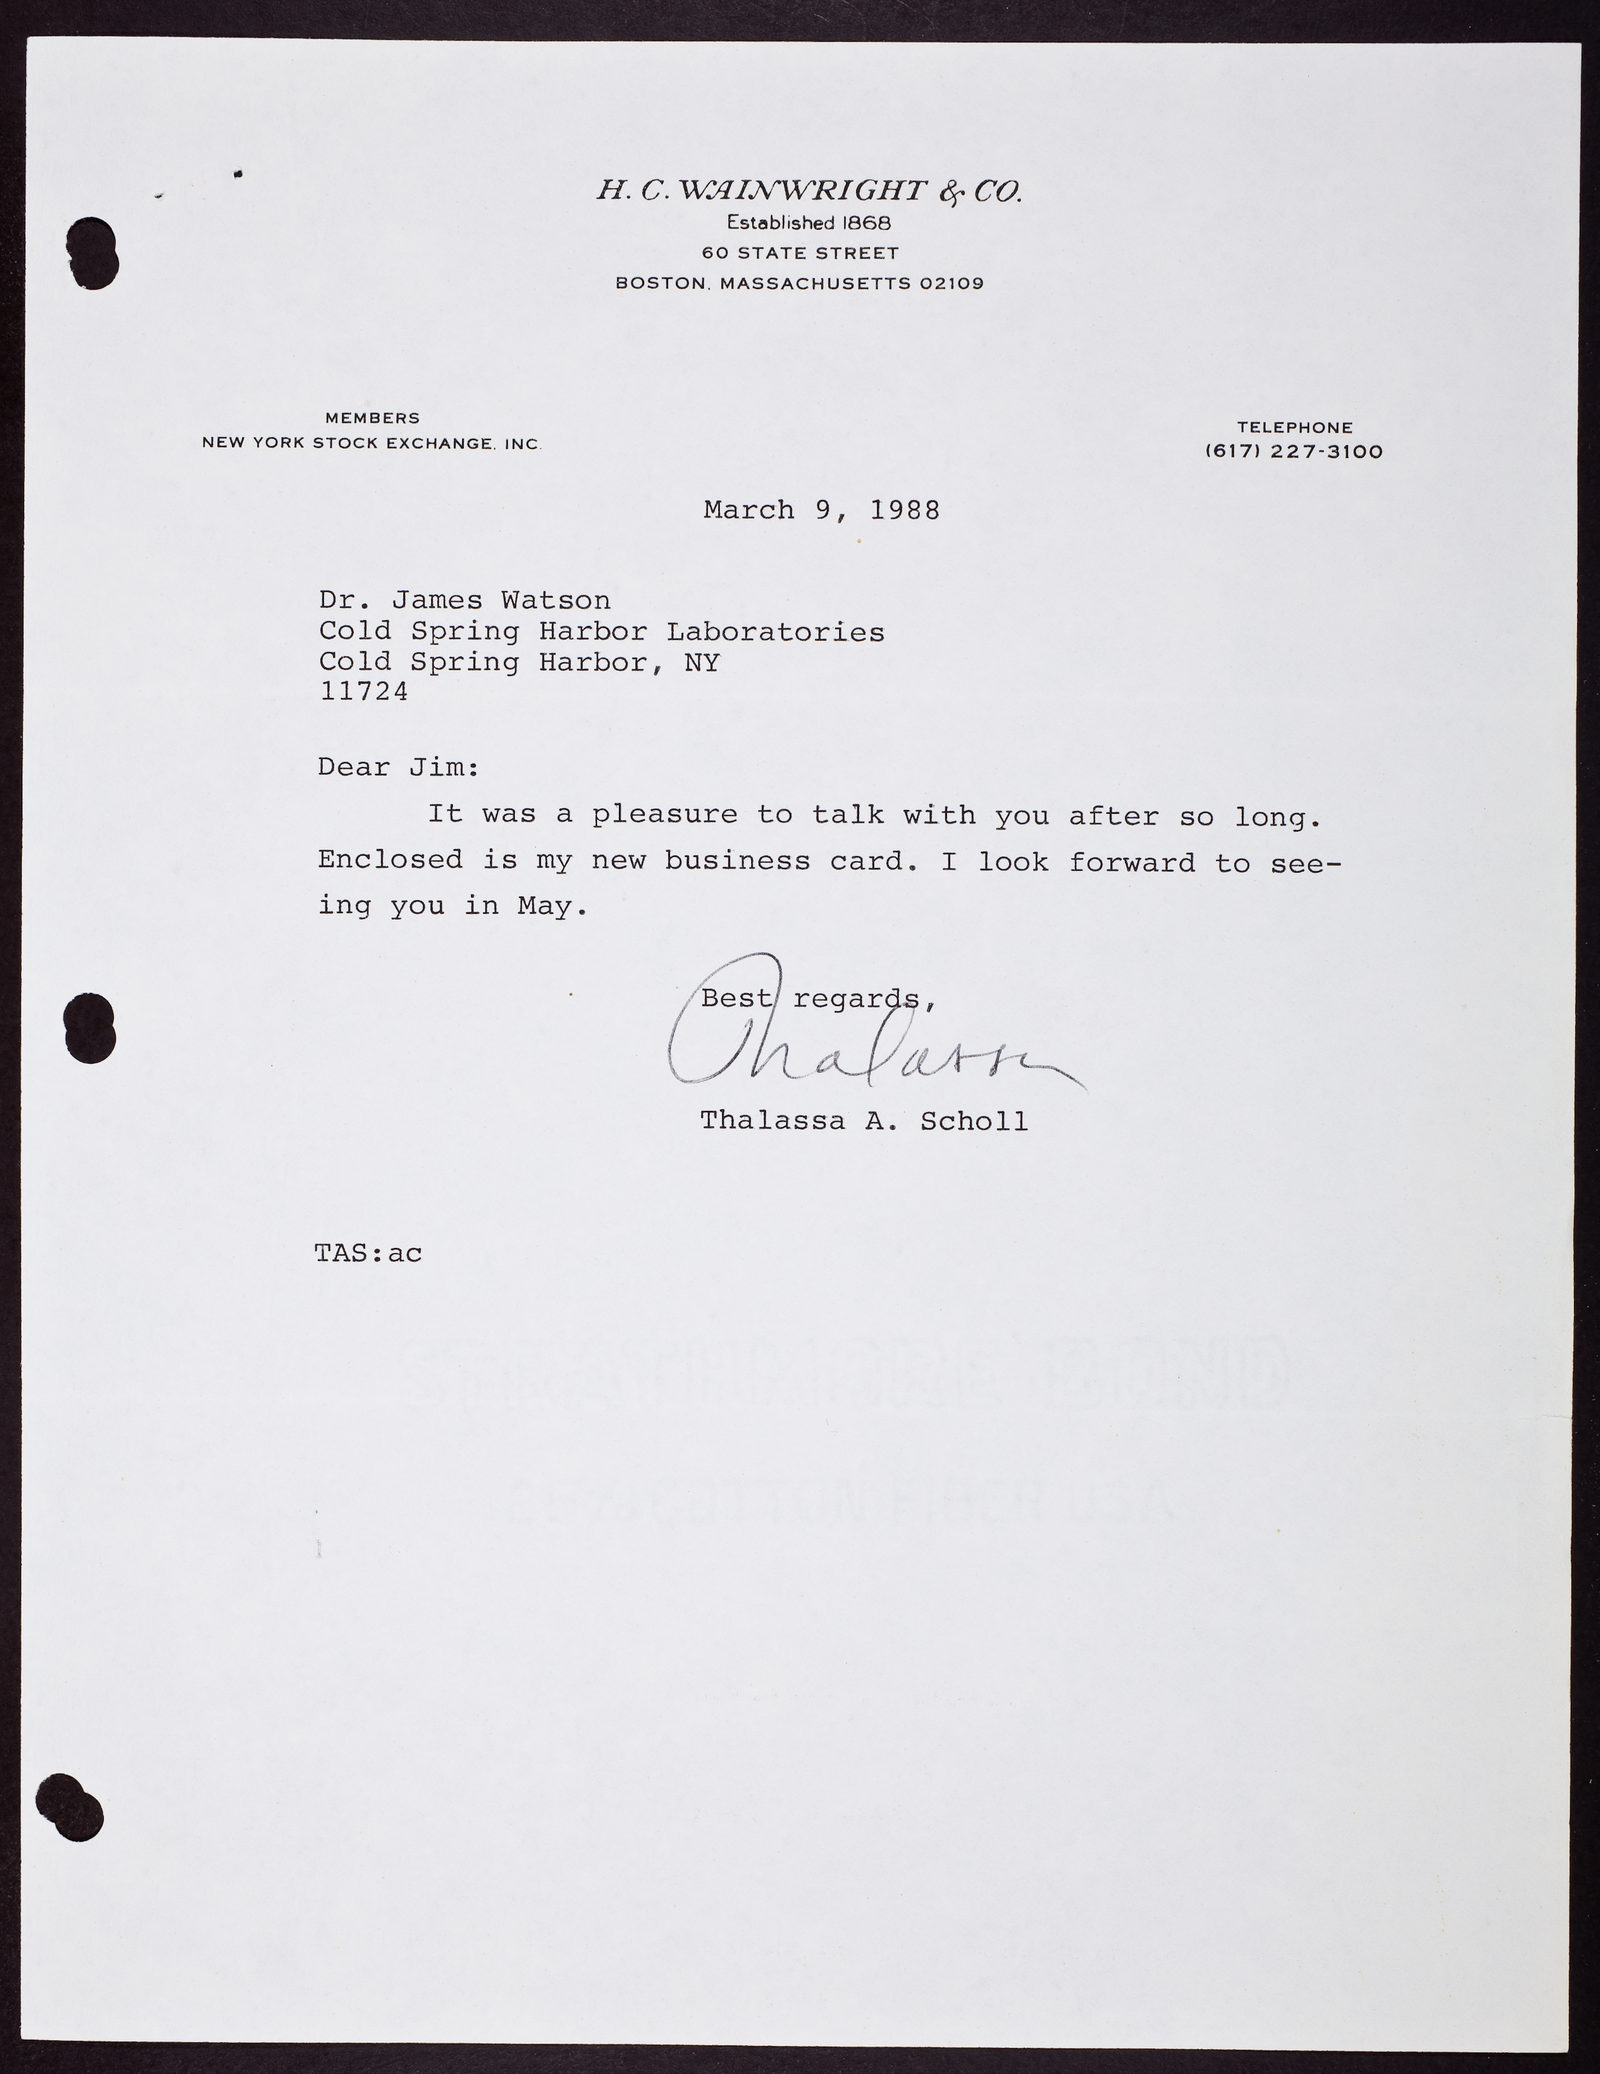 H. C. WAINWRIGHT & CO.
Established 1868
60 STATE STREET
BOSTON, MASSACHUSETTS 02109
MEMBERS
NEW YORK STOCK EXCHANGE, INC.
TELEPHONE
(617) 227-3100
March 9, 1988
Dr. James Watson
Cold Spring Harbor Laboratories
Cold Spring Harbor, NY
11724
Dear Jim:
It was a pleasure to talk with you after so long.
Enclosed is my new business card. I look forward to see-
ing you in May.
Best regards,
Thalassa
Thalassa A. Scholl
TAS:ac